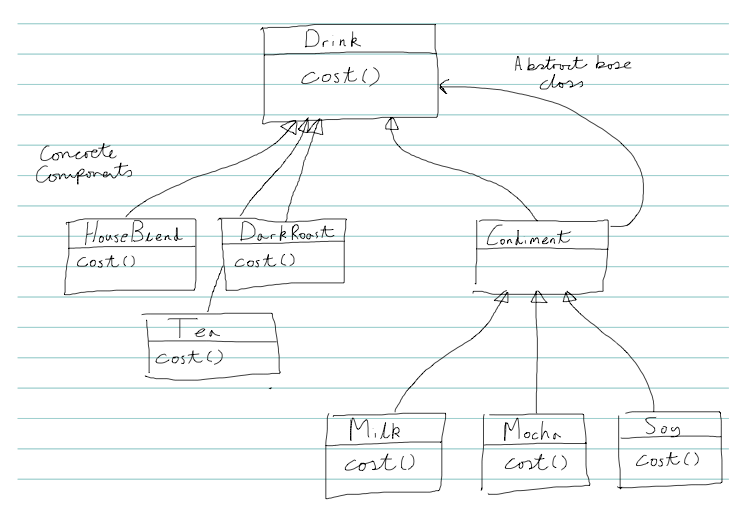 Drink
cost()
Abstract base
class
Concrete
Components
HouseBlend
cost()
DarkRoast
cost()
Condiment
Tea
cost()
Milk
cost()
Mocha
cost()
Soy
cost()